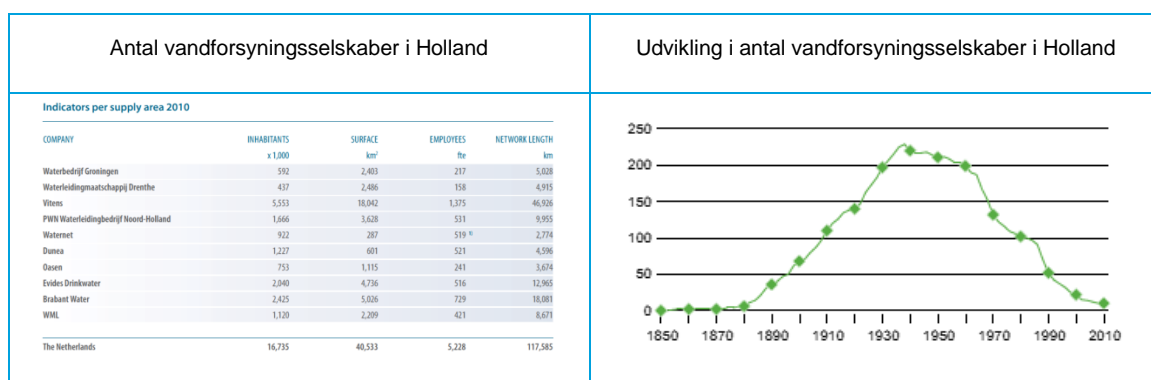 Antal vandforsyningsselskaber i Holland
Udvikling i antal vandforsyningsselskaber i Holland
Indicators per supply area 2010
COMPANY INHABITANTS SURFACE EMPLOYEES NETWORK LENGTH
x 1,000 km² fte km
Waterbedrijf Groningen 592 2,403 217 5,028
Waterleidingmaatschappij Drenthe 437 2,486 158 4,915
Vitens 5,553 18,042 1,375 46,926
PWN Waterleidingbedrijf Noord-Holland 1,666 3,628 531 9,955
Waternet 922 287 519 2,774
Dunea 1,227 601 521 4,596
Oasen 753 1,115 241 3,674
Evides Drinkwater 2,040 4,736 516 12,965
Brabant Water 2,425 5,026 729 18,081
WML 1,120 2,209 421 8,671
The Netherlands 16,735 40,533 5,228 117,585
250
200
150
100
50
0
1850 1870 1890 1910 1930 1950 1970 1990 2010